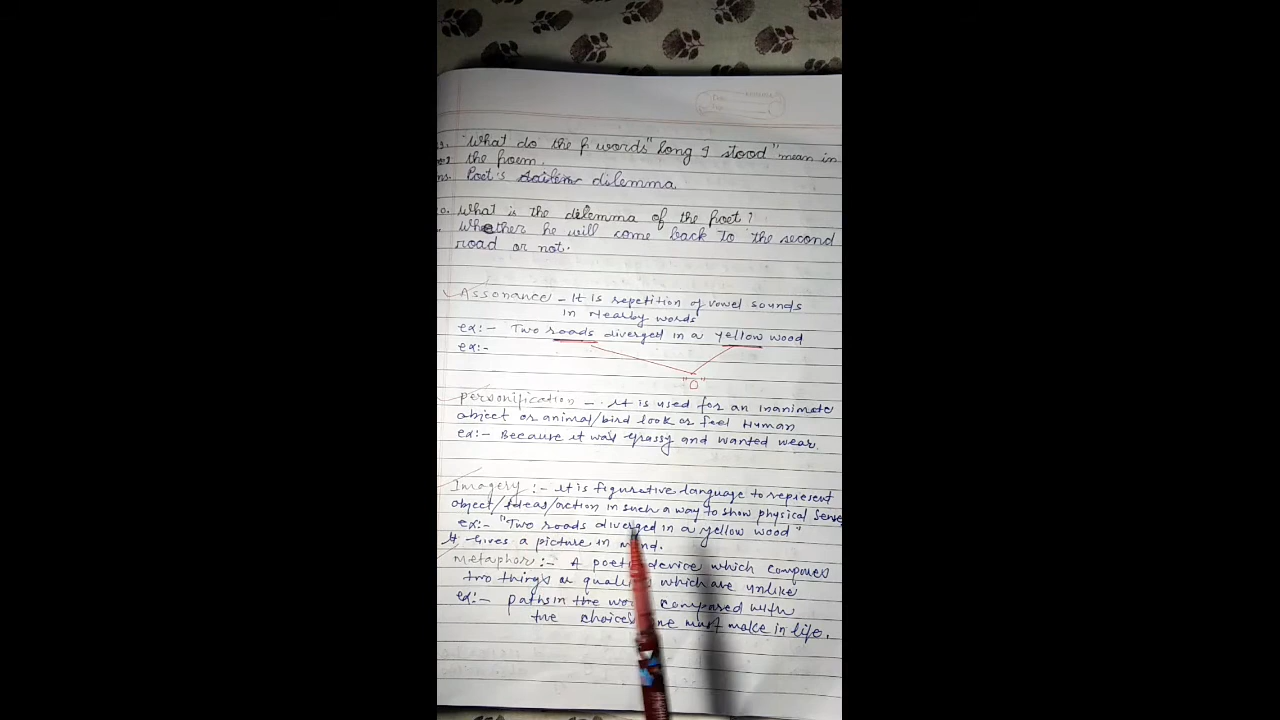 3. What do the words "long I stood" mean in
the poem.
ns. Poet's dilemma
0. What is the dilemma of the Poet?
Whether he will come back to the second
road or not.
Assonance - It is repetition of vowel sounds
in Nearby words
ex:- Two roads diverged in a yellow wood
ex:-
"O"
Personification - It is used for an inanimate
object or animal/bird look or feel Human
ex:- Because it was grassy and wanted wear.
Imagery :- It is figurative language to represent
object/Ideas/action in such a way to show physical sense
ex:- "Two roads diverged in a yellow wood"
It Gives a picture in mind.
Metaphor :- A poetic device which compares
two things or which are unlike
ex:- paths in the compared with
the choices must make in life.